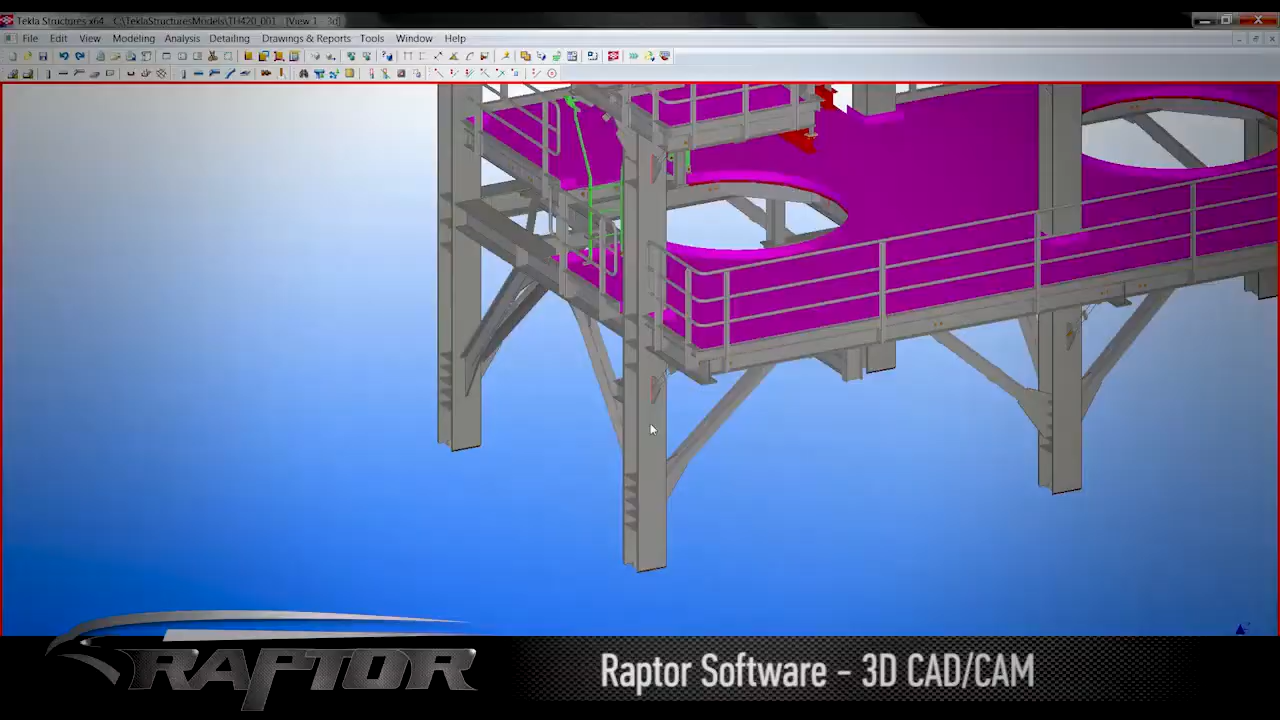 Tekla Structures x64 C:\TeklaStructuresModels\TH420_001 [View 1 3d]
File Edit View Modeling Analysis Detailing Drawings & Reports Tools Window Help
RAPTOR
Raptor Software - 3D CAD/CAM